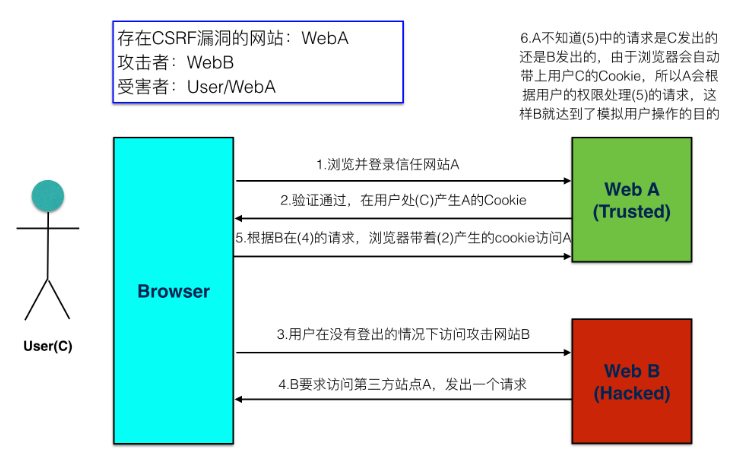 存在CSRF漏洞的网站：WebA
攻击者：WebB
受害者：User/WebA
6.A不知道(5)中的请求是C发出的
还是B发出的，由于浏览器会自动
带上用户C的Cookie，所以A会根
据用户的权限处理(5)的请求，这
样B就达到了模拟用户操作的目的
1.浏览并登录信任网站A
2.验证通过，在用户处(C)产生A的Cookie
5.根据B在(4)的请求，浏览器带着(2)产生的cookie访问A
Web A
(Trusted)
Browser
User(C)
3.用户在没有登出的情况下访问攻击网站B
4.B要求访问第三方站点A，发出一个请求
Web B
(Hacked)